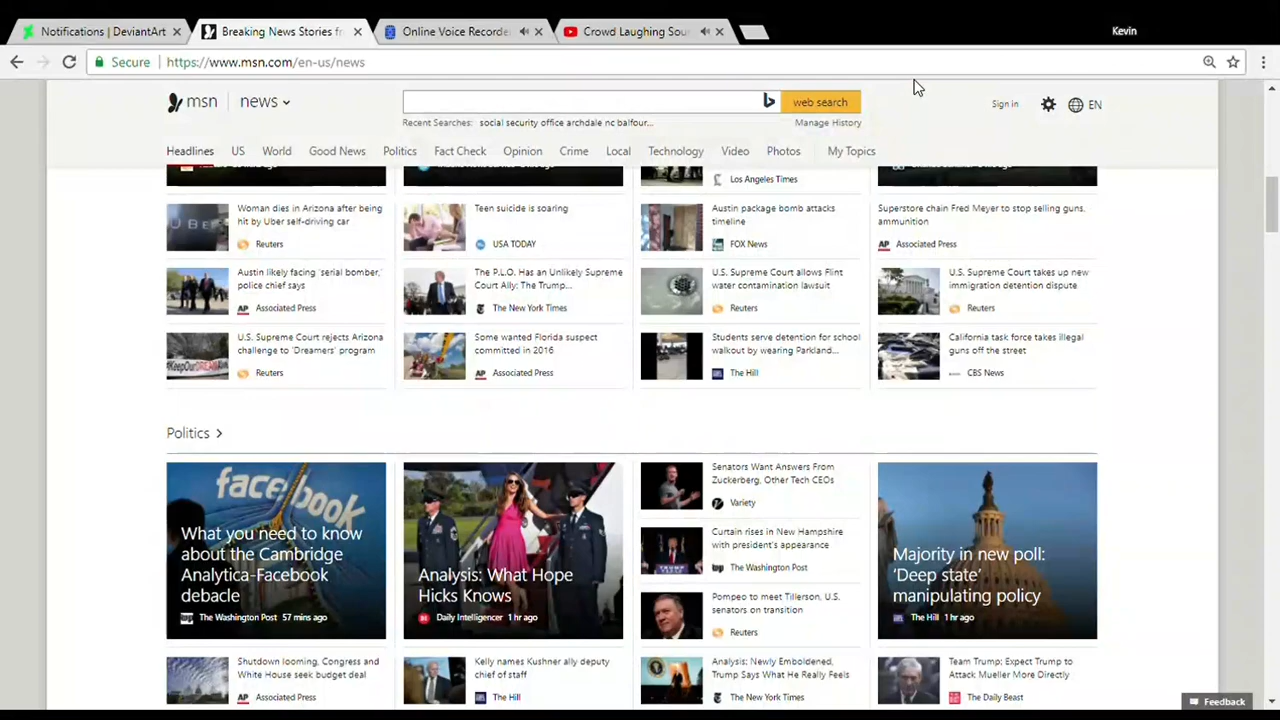 Notifications | DeviantArt
Breaking News Stories fr
Online Voice Recorde
Crowd Laughing Sou
Kevin
Secure
https://www.msn.com/en-us/news
msn
news
web search
Sign in
EN
Recent Searches: social security office archdale nc balfour...
Manage History
Headlines US World Good News Politics Fact Check Opinion Crime Local Technology Video Photos My Topics
Los Angeles Times
Woman dies in Arizona after being
hit by Uber self-driving car
Reuters
Teen suicide is soaring
USA TODAY
Austin package bomb attacks
timeline
FOX News
Superstore chain Fred Meyer to stop selling guns,
ammunition
AP Associated Press
Austin likely facing 'serial bomber,'
police chief says
AP Associated Press
The P.L.O. Has an Unlikely Supreme
Court Ally: The Trump...
The New York Times
U.S. Supreme Court allows Flint
water contamination lawsuit
Reuters
U.S. Supreme Court takes up new
immigration detention dispute
Reuters
U.S. Supreme Court rejects Arizona
challenge to 'Dreamers' program
Reuters
Some wanted Florida suspect
committed in 2016
AP Associated Press
Students serve detention for school
walkout by wearing Parkland...
The Hill
California task force takes illegal
guns off the street
CBS News
Politics >
facebook
What you need to know
about the Cambridge
Analytica-Facebook
debacle
The Washington Post 57 mins ago
Analysis: What Hope
Hicks Knows
Daily Intelligencer 1 hr ago
Senators Want Answers From
Zuckerberg, Other Tech CEOs
Variety
Curtain rises in New Hampshire
with president's appearance
The Washington Post
Pompeo to meet Tillerson, U.S.
senators on transition
Reuters
Majority in new poll:
'Deep state'
manipulating policy
The Hill 1 hr ago
Shutdown looming, Congress and
White House seek budget deal
AP Associated Press
Kelly names Kushner ally deputy
chief of staff
The Hill
Analysis: Newly Emboldened,
Trump Says What He Really Feels
The New York Times
Team Trump: Expect Trump to
Attack Mueller More Directly
The Daily Beast
Feedback